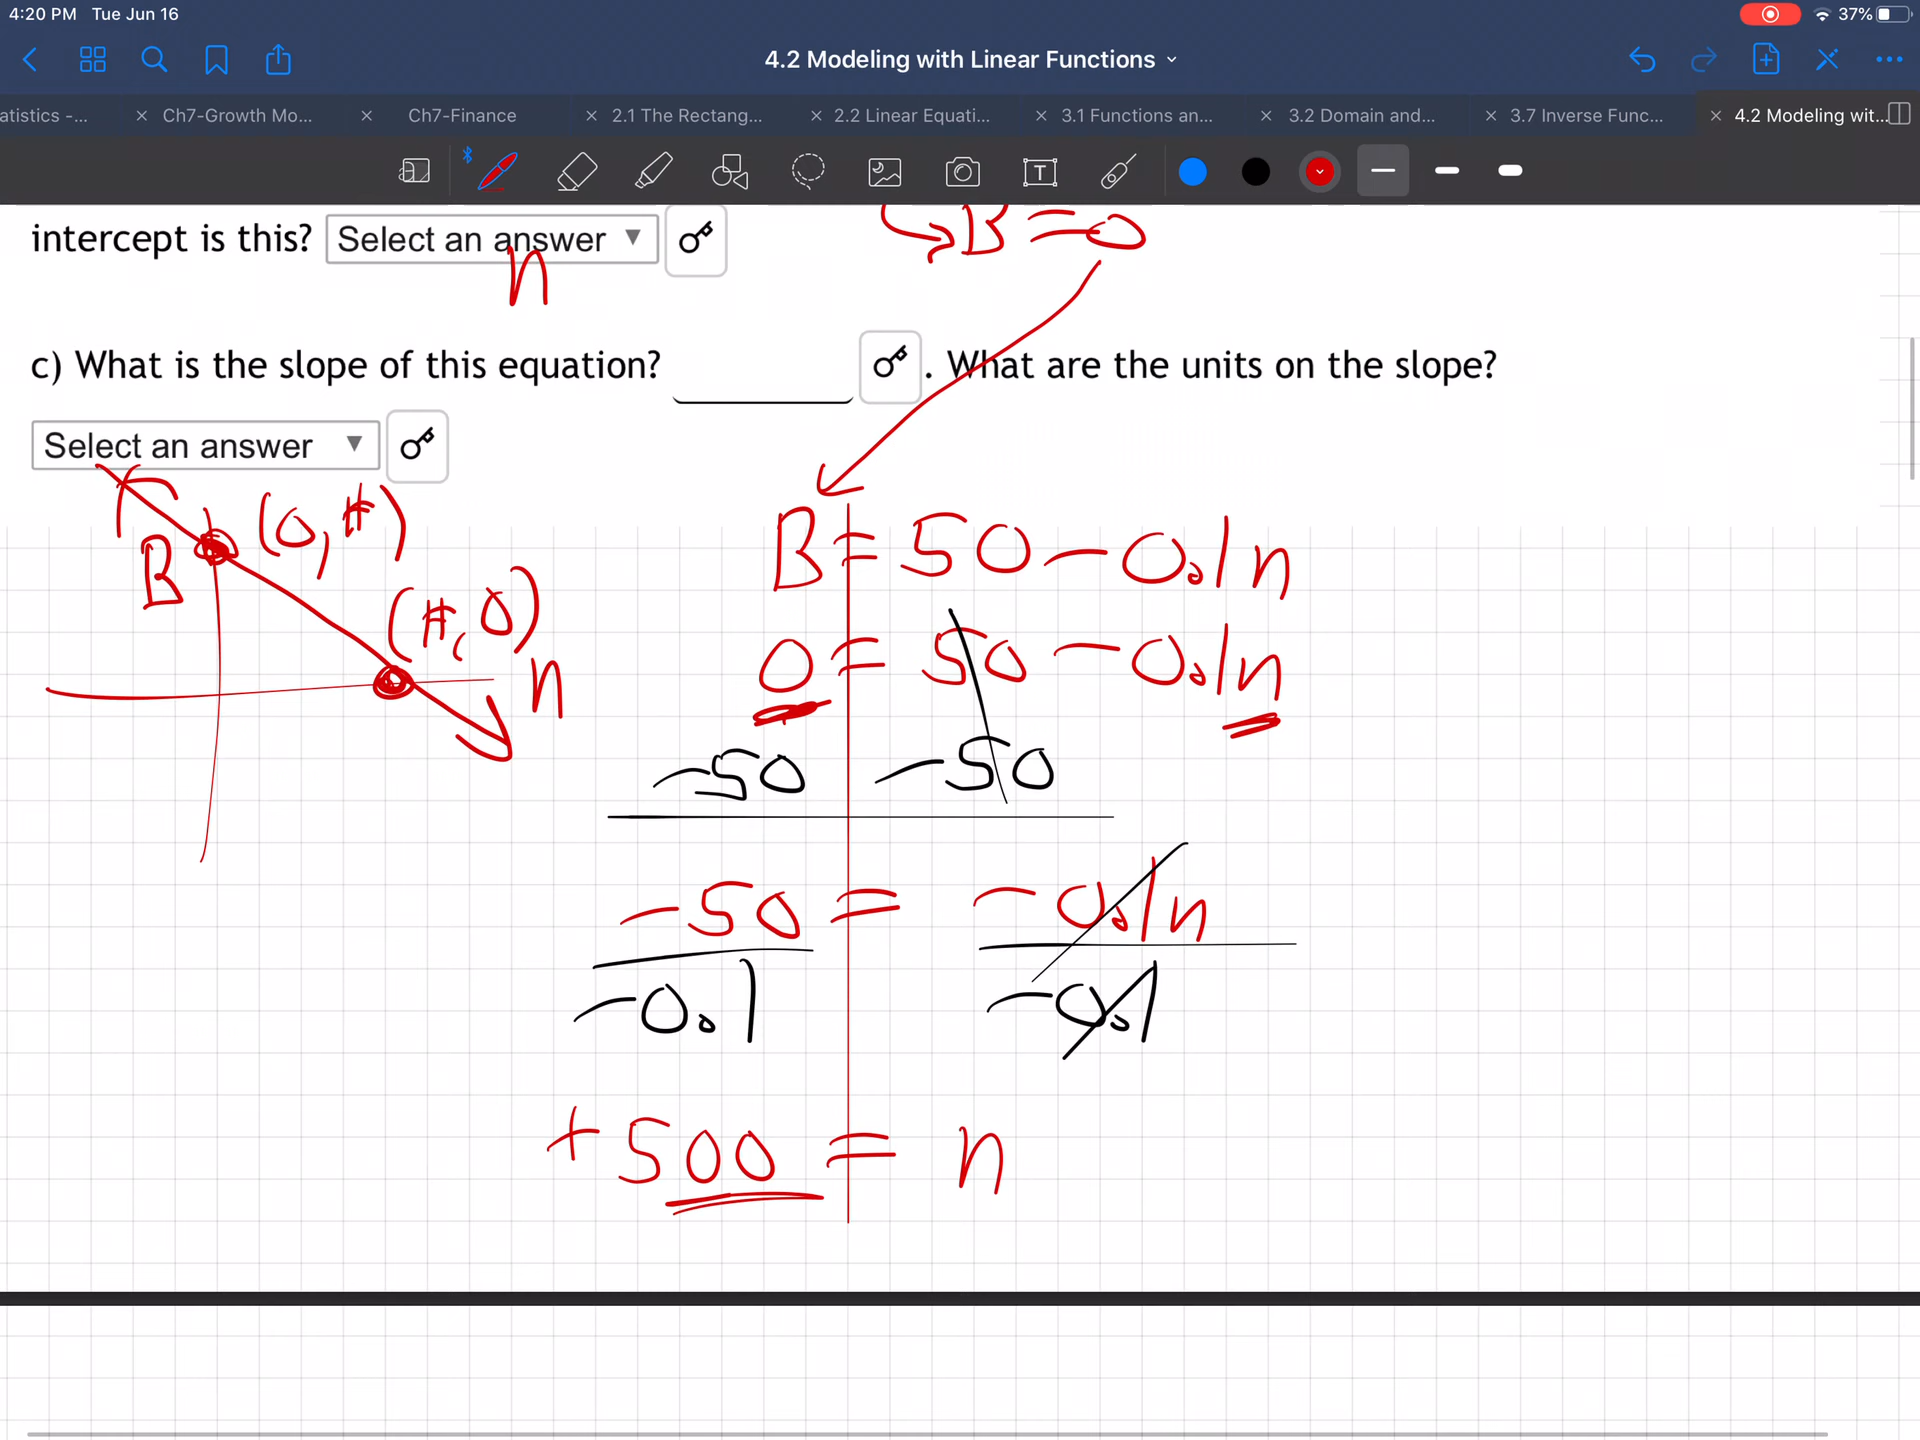 4:20 PM Tue Jun 16
37%
4.2 Modeling with Linear Functions
atistics -... × Ch7-Growth Mo... × Ch7-Finance × 2.1 The Rectang... × 2.2 Linear Equati... × 3.1 Functions an... × 3.2 Domain and... × 3.7 Inverse Func... × 4.2 Modeling wit...
T
B = 0
intercept is this? Select an answer
n
c) What is the slope of this equation? ________ . What are the units on the slope?
Select an answer
(0, #)
B
(#, 0)
n
B = 50 - 0.1n
0 = 50 - 0.1n
-50 -50
-50 = -0.1n
-0.1 -0.1
+500 = n